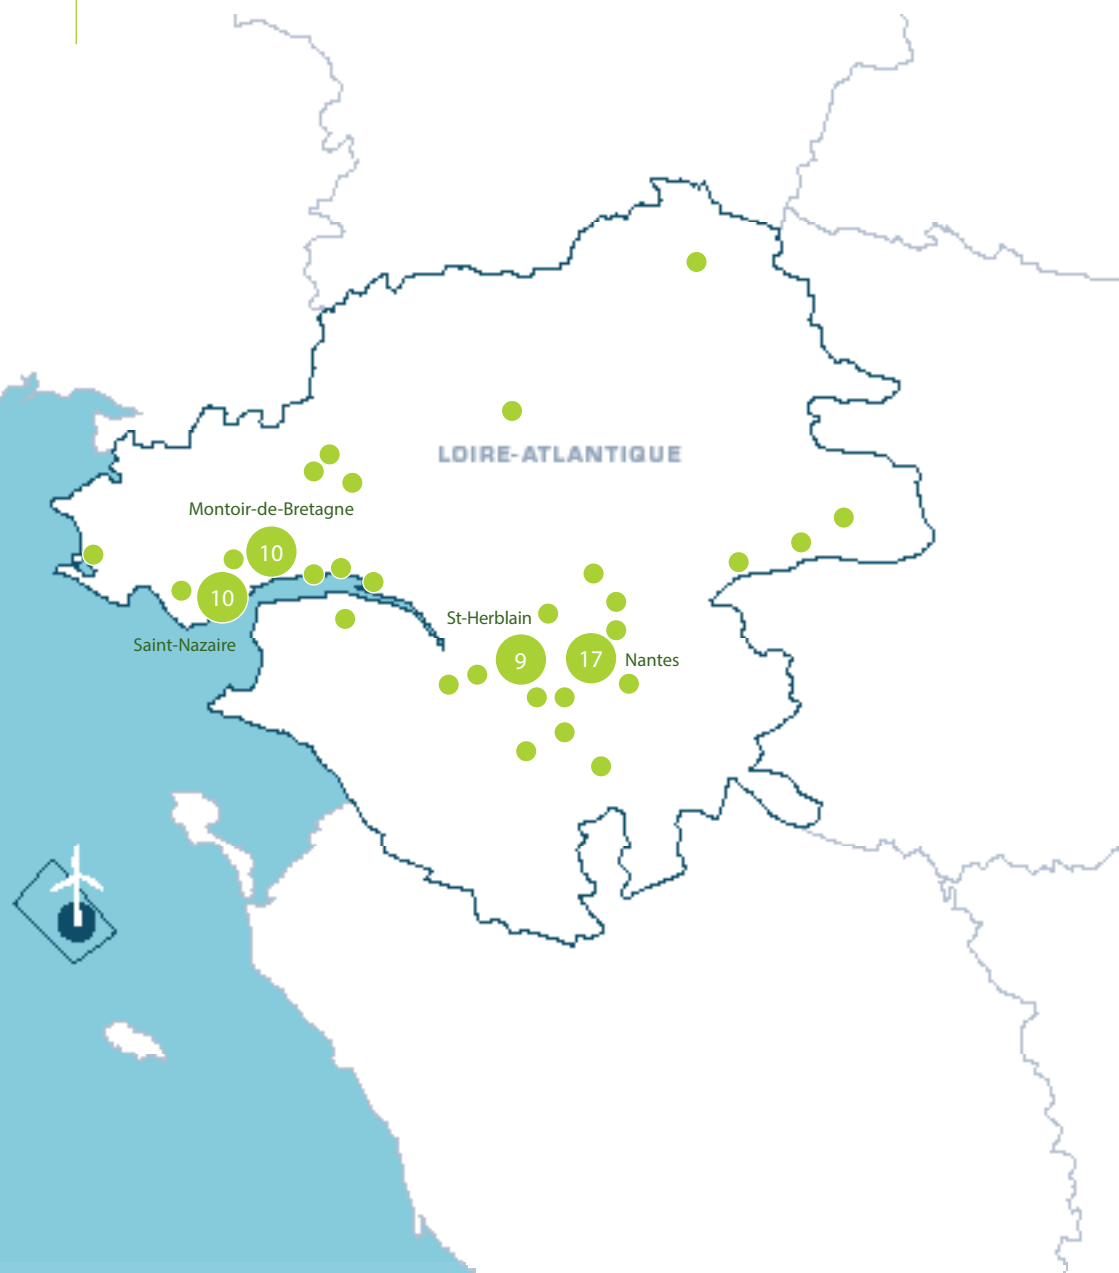 LOIRE-ATLANTIQUE
Montoir-de-Bretagne
10
10
St-Herblain
Saint-Nazaire
9
17
Nantes